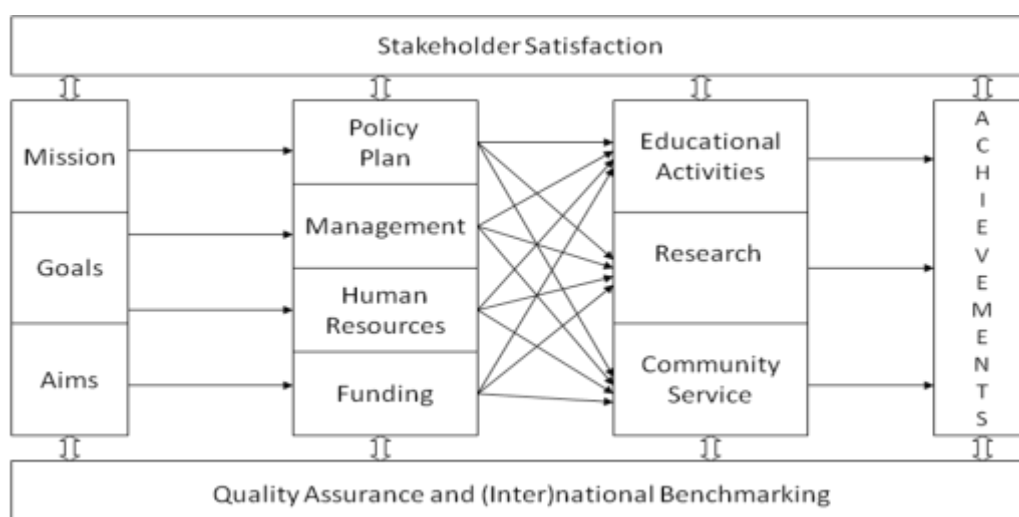 Stakeholder Satisfaction
Mission
Goals
Aims
Policy
Plan
Management
Human
Resources
Funding
Educational
Activities
Research
Community
Service
A
C
H
I
E
V
E
M
E
N
T
S
Quality Assurance and (Inter)national Benchmarking